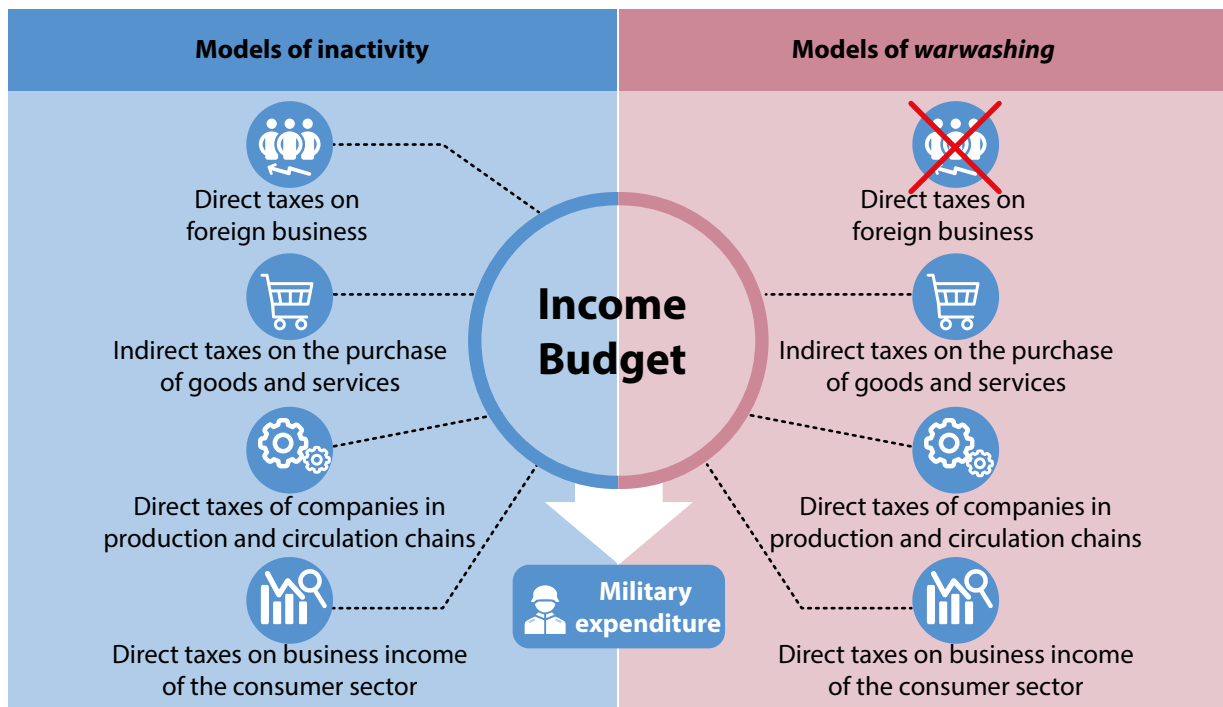 Models of inactivity
Models of warwashing
Direct taxes on
foreign business
Indirect taxes on the purchase
of goods and services
Direct taxes of companies in
production and circulation chains
Direct taxes on business income
of the consumer sector
Income
Budget
Military
expenditure
Direct taxes on
foreign business
Indirect taxes on the purchase
of goods and services
Direct taxes of companies in
production and circulation chains
Direct taxes on business income
of the consumer sector